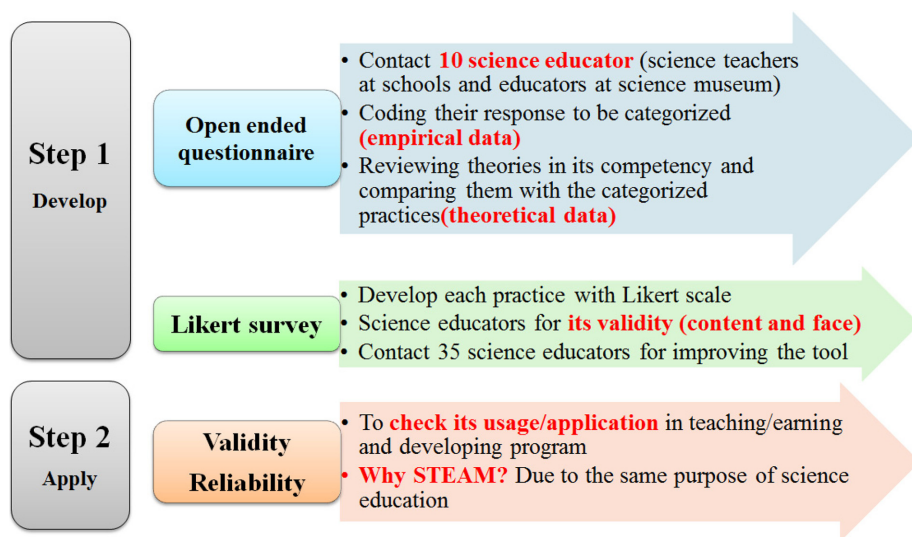 Step 1
Develop
Open ended
questionnaire
• Contact 10 science educator (science teachers
at schools and educators at science museum)
• Coding their response to be categorized
(empirical data)
• Reviewing theories in its competency and
comparing them with the categorized
practices(theoretical data)
Likert survey
• Develop each practice with Likert scale
• Science educators for its validity (content and face)
• Contact 35 science educators for improving the tool
Step 2
Apply
Validity
Reliability
• To check its usage/application in teaching/earning
and developing program
• Why STEAM? Due to the same purpose of science
education